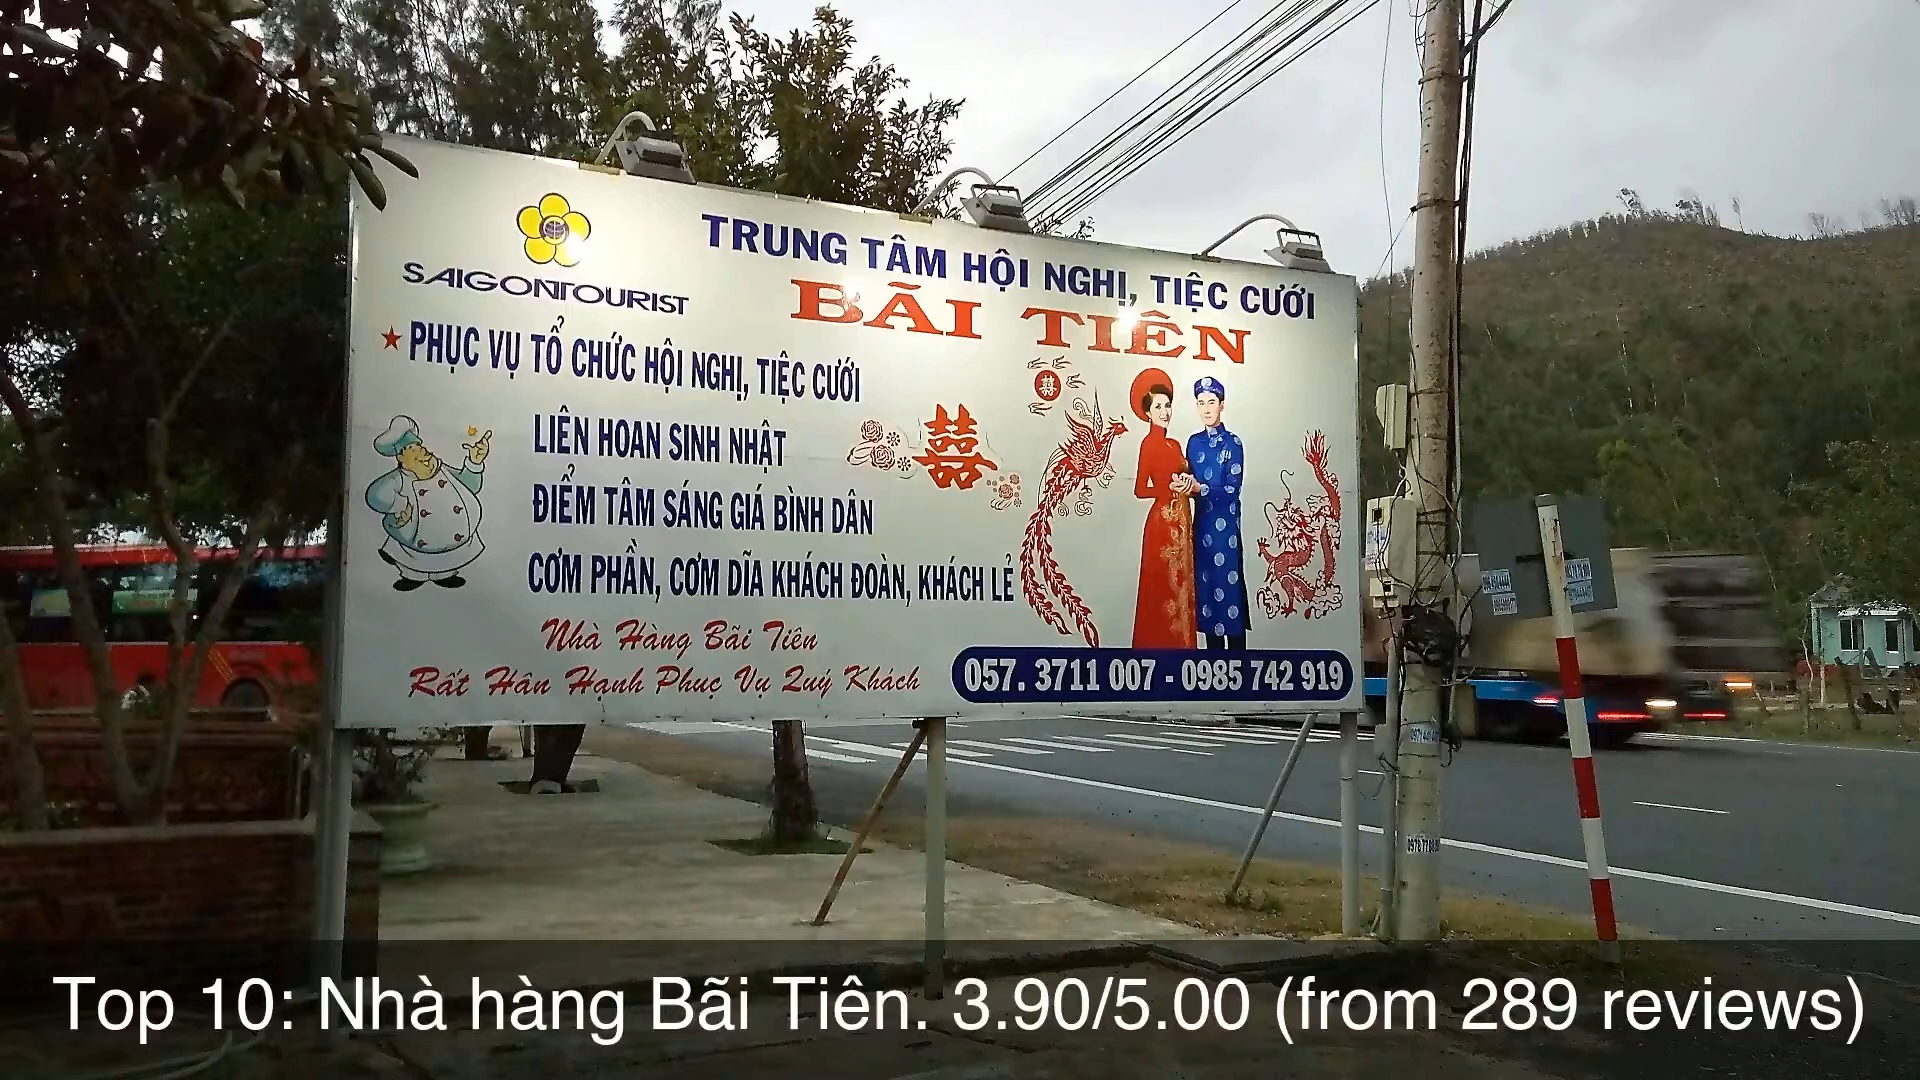 SAIGONTOURIST
TRUNG TÂM HỘI NGHỊ, TIỆC CƯỚI
BÃI TIÊN
★ PHỤC VỤ TỔ CHỨC HỘI NGHỊ, TIỆC CƯỚI
LIÊN HOAN SINH NHẬT
囍
囍
ĐIỂM TÂM SÁNG GIÁ BÌNH DÂN
CƠM PHẦN, CƠM DĨA KHÁCH ĐOÀN, KHÁCH LẺ
Nhà Hàng Bãi Tiên
Rất Hân Hạnh Phục Vụ Quý Khách
057. 3711 007 - 0985 742 919
Top 10: Nhà hàng Bãi Tiên. 3.90/5.00 (from 289 reviews)